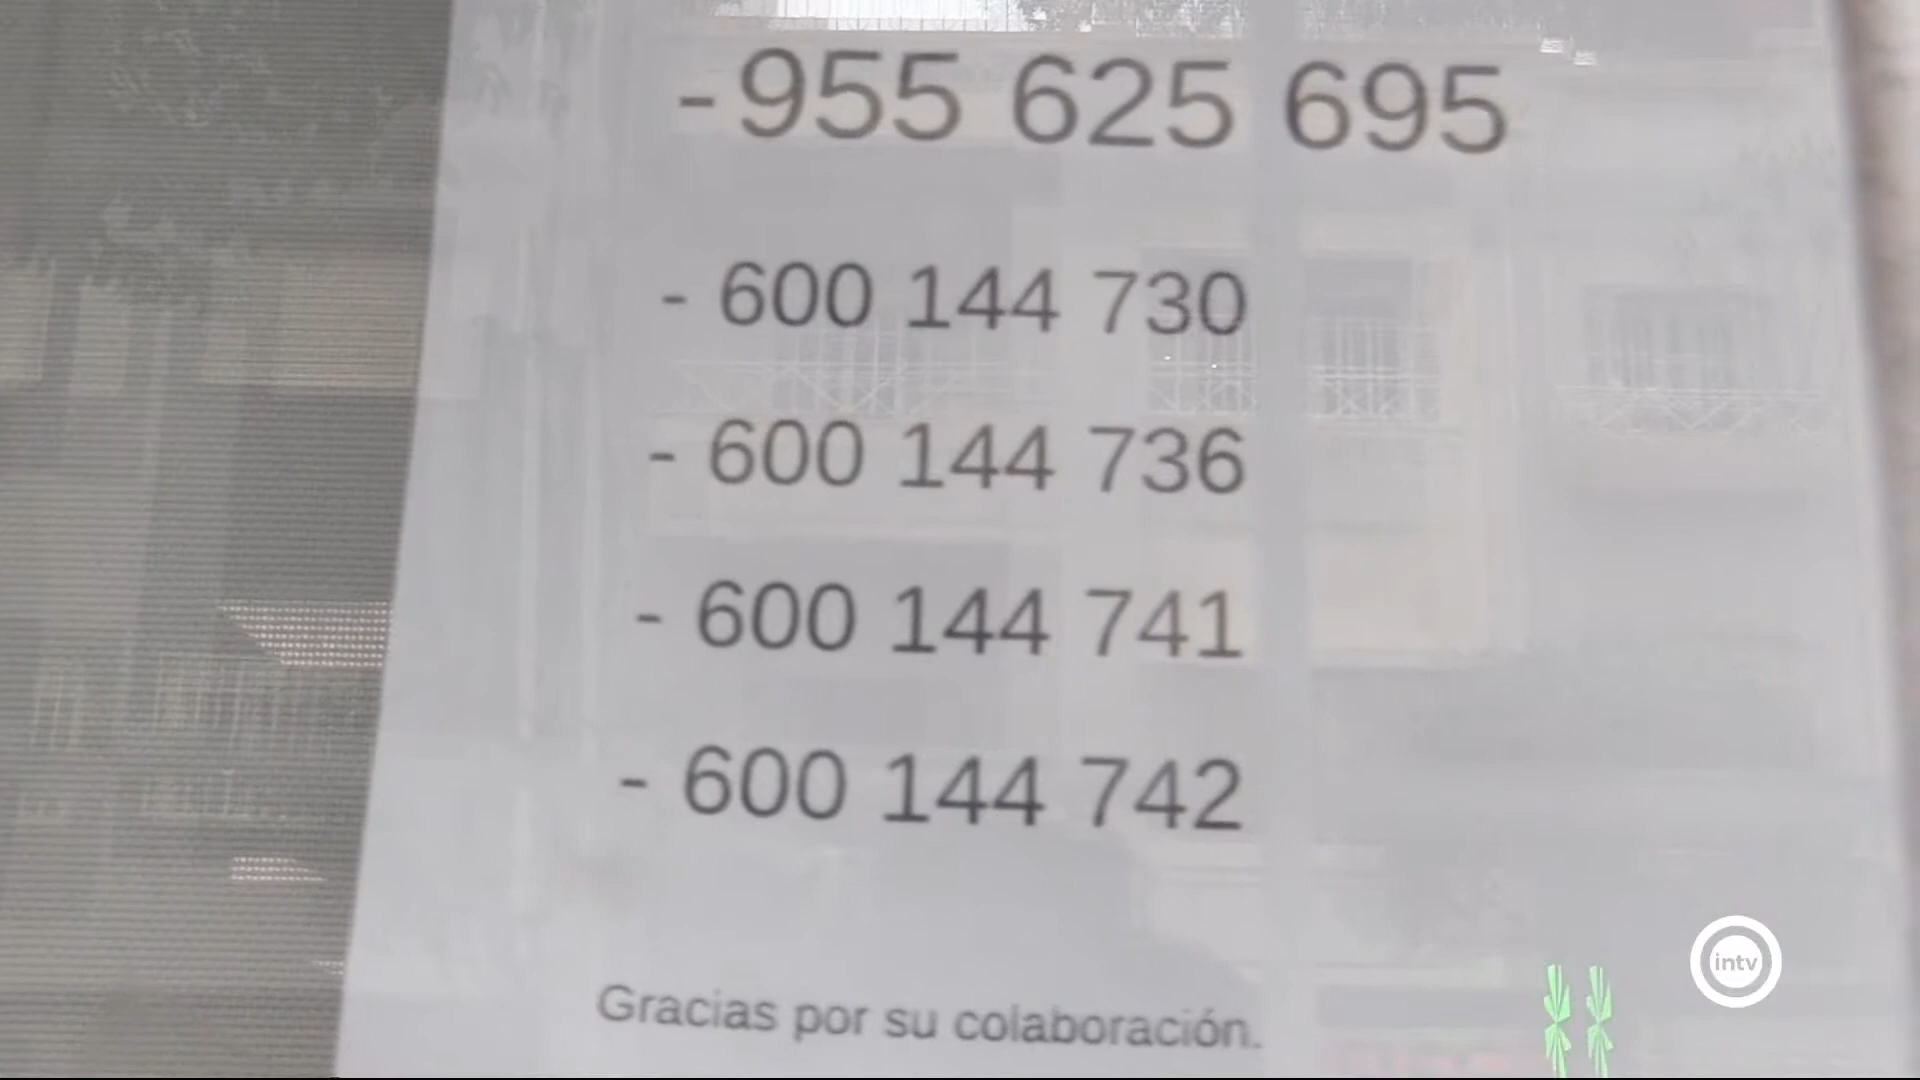 -955 625 695
- 600 144 730
- 600 144 736
- 600 144 741
- 600 144 742
Gracias por su colaboración.
intv